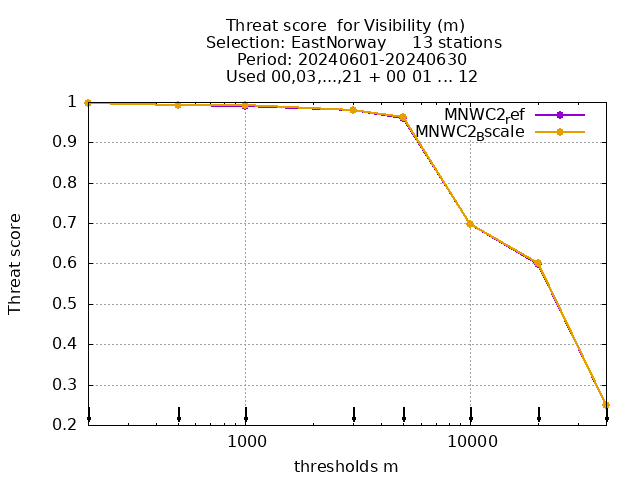 Threat score  for Visibility (m)
Selection: EastNorway     13 stations
Period: 20240601-20240630
Used 00,03,...,21 + 00 01 ... 12
MNWC2ref
MNWC2Bscale
1
0.9
0.8
0.7
0.6
0.5
0.4
0.3
0.2
Threat score
1000
10000
thresholds m